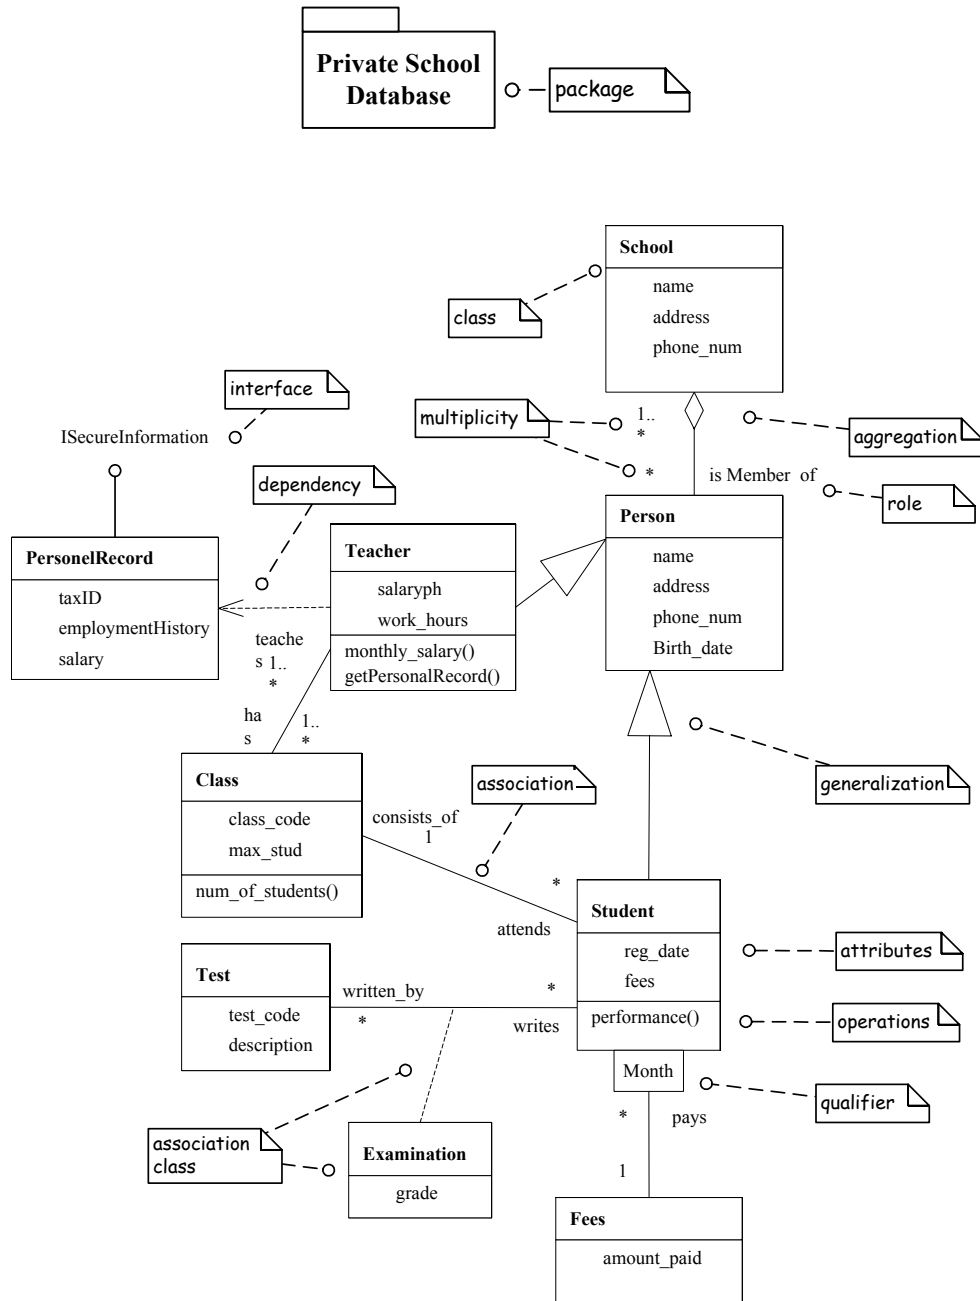 Private School
Database
package
School
name
address
phone_num
class
interface
multiplicity
1..
*
*
aggregation
ISecureInformation
dependency
is Member of
role
PersonelRecord
taxID
employmentHistory
salary
Teacher
salaryph
work_hours
monthly_salary()
getPersonalRecord()
Person
name
address
phone_num
Birth_date
teache
s 1..
*
ha
s
1..
*
generalization
Class
class_code
max_stud
num_of_students()
association
consists_of
1
*
attends
Student
reg_date
fees
performance()
attributes
operations
Test
test_code
description
written_by
*
*
writes
Month
qualifier
*
pays
1
association
class
Examination
grade
Fees
amount_paid